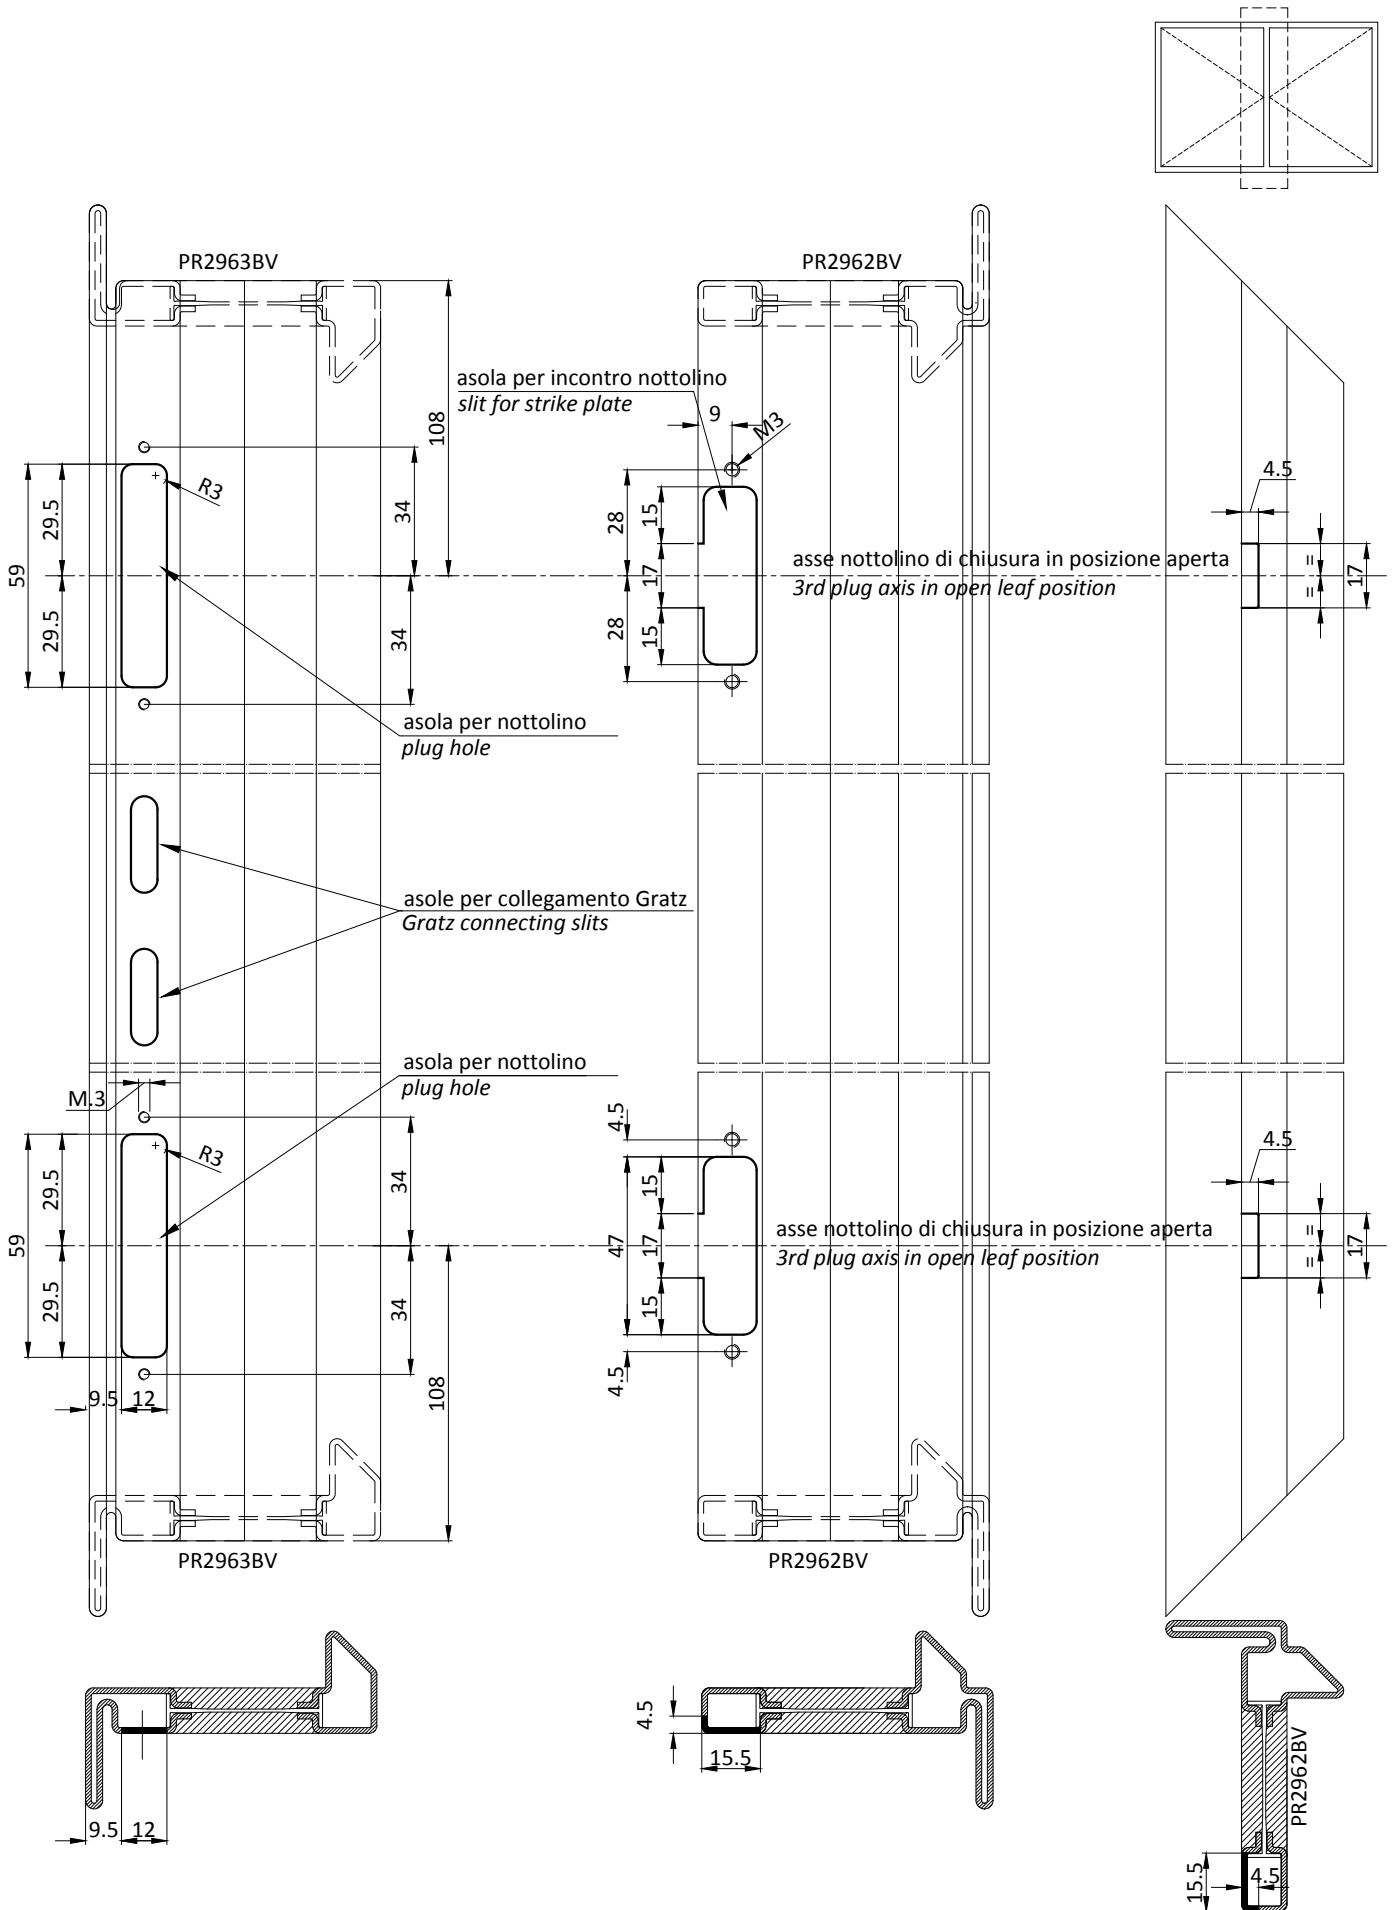 PR2963BV
PR2962BV
asola per incontro nottolino
slit for strike plate
108
9
M3
R3
34
29.5
59
29.5
34
28
15
17
28
15
4.5
=
=
17
asse nottolino di chiusura in posizione aperta
3rd plug axis in open leaf position
asola per nottolino
plug hole
asole per collegamento Gratz
Gratz connecting slits
asola per nottolino
plug hole
M.3
R3
34
29.5
59
29.5
34
9.5
12
108
4.5
15
47
17
15
4.5
4.5
=
=
17
asse nottolino di chiusura in posizione aperta
3rd plug axis in open leaf position
PR2963BV
PR2962BV
9.5
12
4.5
15.5
PR2962BV
15.5
4.5